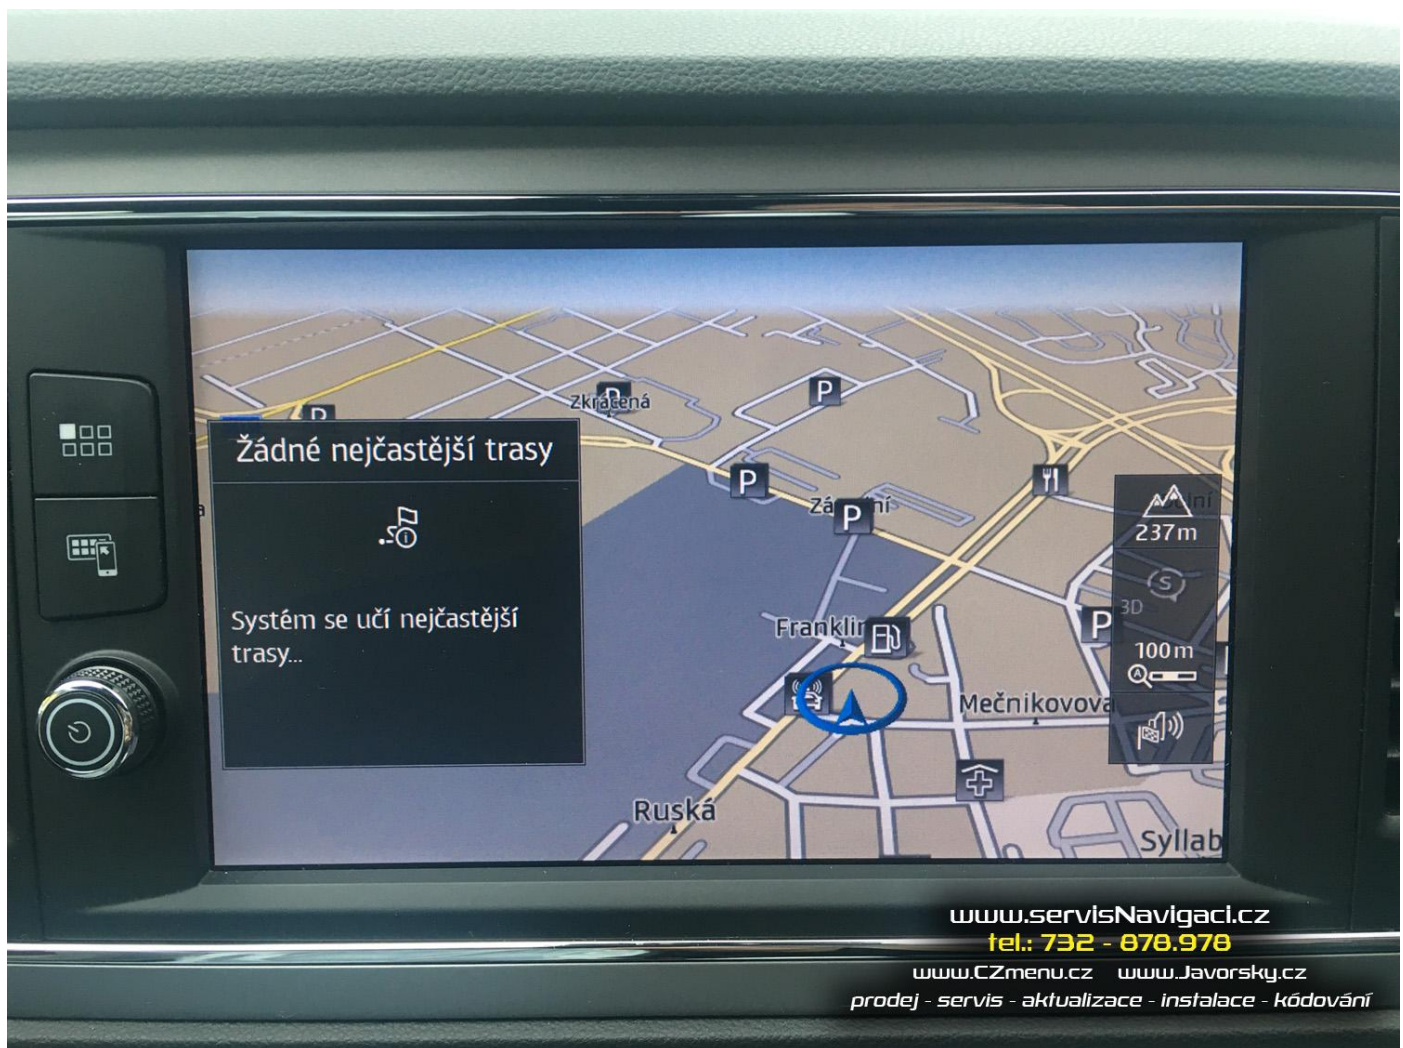 Zkrácená
P
P
P
Žádné nejčastější trasy
P
P
237m
Systém se učí nejčastější
trasy...
S
3D
P
Franklin
100m
A
Mečnikovova
Ruská
Syllab
www.servisNavigaci.cz
tel.: 732 - 878.978
www.CZmenu.cz www.Javorsky.cz
prodej - servis - aktualizace - instalace - kódování